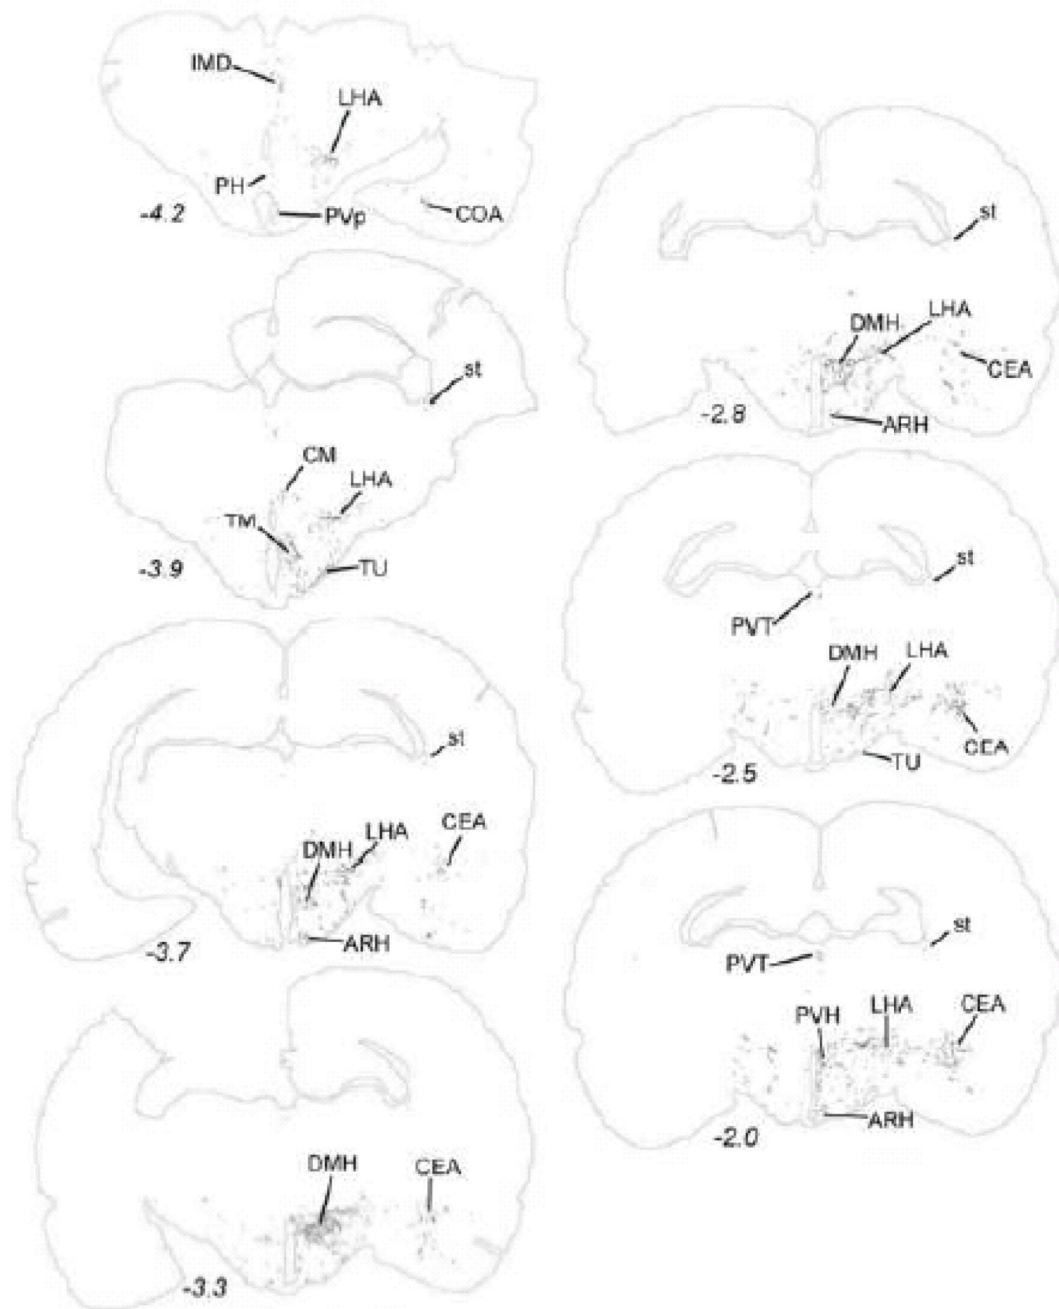 IMD
LHA
PH
-4.2
PVp
COA
st
CM
LHA
TM
-3.9
TU
st
DMH
LHA
CEA
-3.7
ARH
DMH
CEA
-3.3
st
DMH
LHA
CEA
-2.8
ARH
st
PVT
DMH
LHA
CEA
-2.5
TU
st
PVT
PVH
LHA
CEA
ARH
-2.0